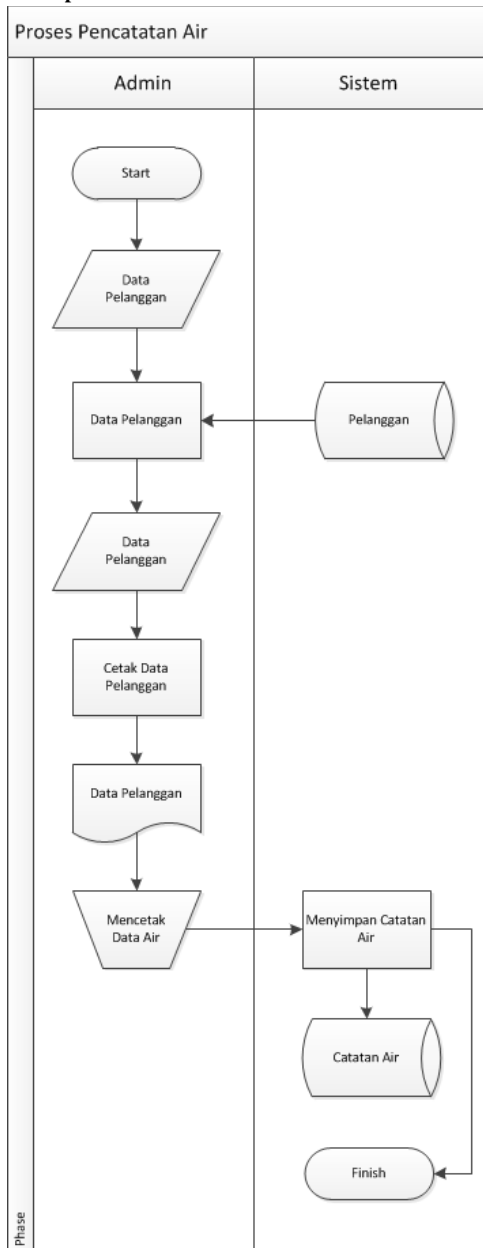 Proses Pencatatan Air
Admin
Sistem
Start
Data
Pelanggan
Data Pelanggan
Pelanggan
Data
Pelanggan
Cetak Data
Pelanggan
Data Pelanggan
Mencetak
Data Air
Menyimpan Catatan
Air
Catatan Air
Finish
Phase